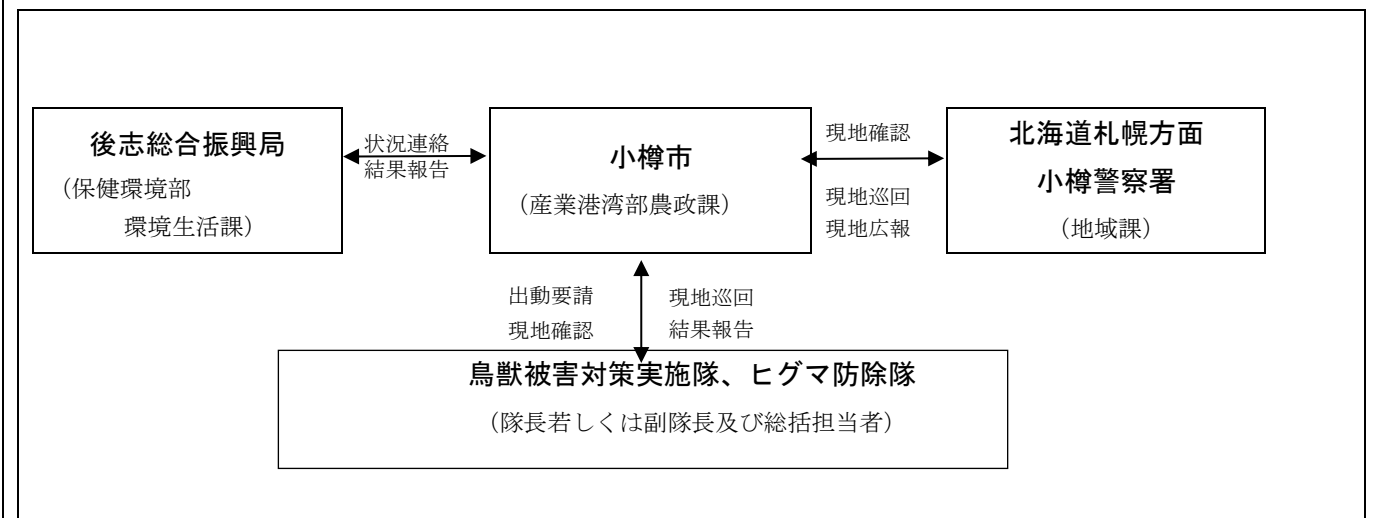 後志総合振興局
（保健環境部
環境生活課）
状況連絡
結果報告
小樽市
（産業港湾部農政課）
現地確認
現地巡回
現地広報
北海道札幌方面
小樽警察署
（地域課）
出動要請
現地確認
現地巡回
結果報告
鳥獣被害対策実施隊、ヒグマ防除隊
（隊長若しくは副隊長及び総括担当者）